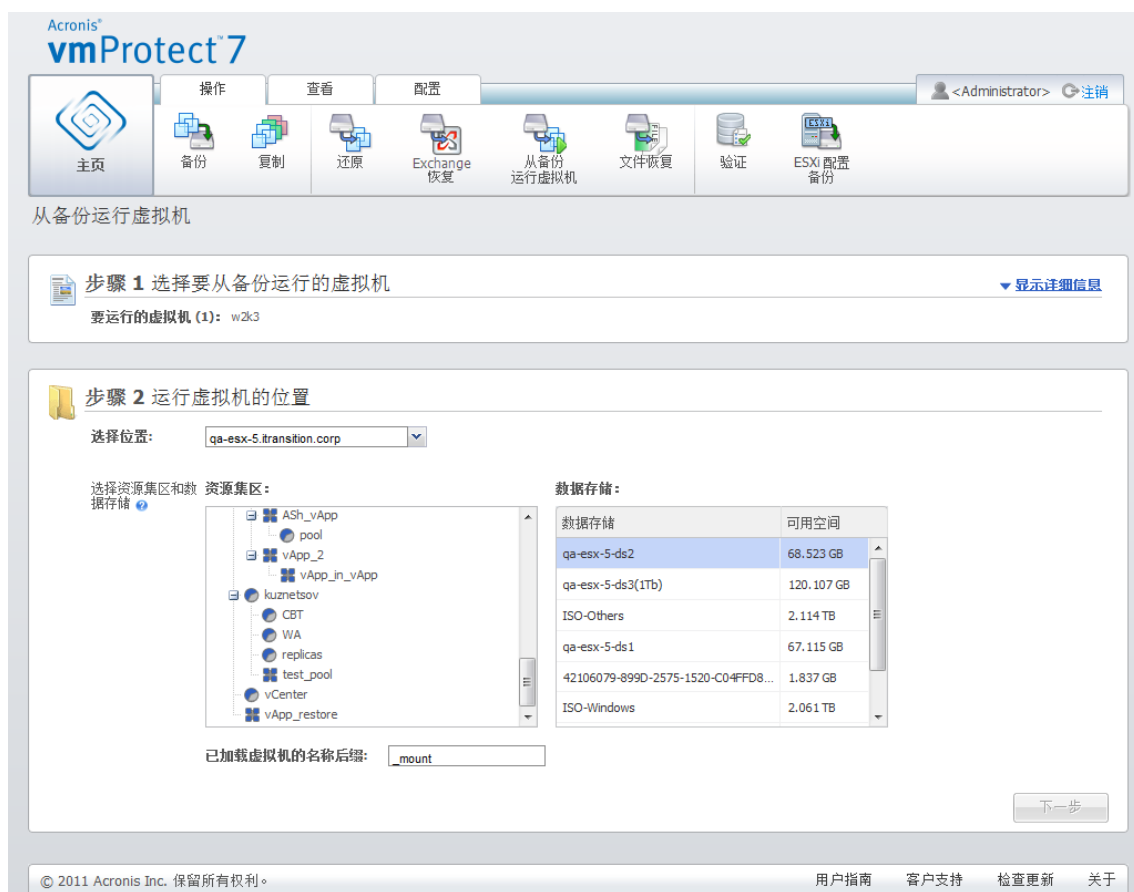 Acronis®
vmProtect™7
操作 查看 配置
<Administrator> 注销
主页
备份
复制
还原
Exchange
恢复
从备份
运行虚拟机
文件恢复
验证
ESXi
ESXi 配置
备份
从备份运行虚拟机
步骤 1 选择要从备份运行的虚拟机
显示详细信息
要运行的虚拟机 (1): w2k3
步骤 2 运行虚拟机的位置
选择位置: qa-esx-5.itransition.corp
选择资源集区和数
据存储
资源集区:
ASh_vApp
pool
vApp_2
vApp_in_vApp
kuznetsov
CBT
WA
replicas
test_pool
vCenter
vApp_restore
数据存储:
数据存储 可用空间
qa-esx-5-ds2 68.523 GB
qa-esx-5-ds3(1Tb) 120.107 GB
ISO-Others 2.114 TB
qa-esx-5-ds1 67.115 GB
42106079-899D-2575-1520-C04FFD8... 1.837 GB
ISO-Windows 2.061 TB
已加载虚拟机的名称后缀: _mount
下一步
© 2011 Acronis Inc. 保留所有权利。
用户指南 客户支持 检查更新 关于